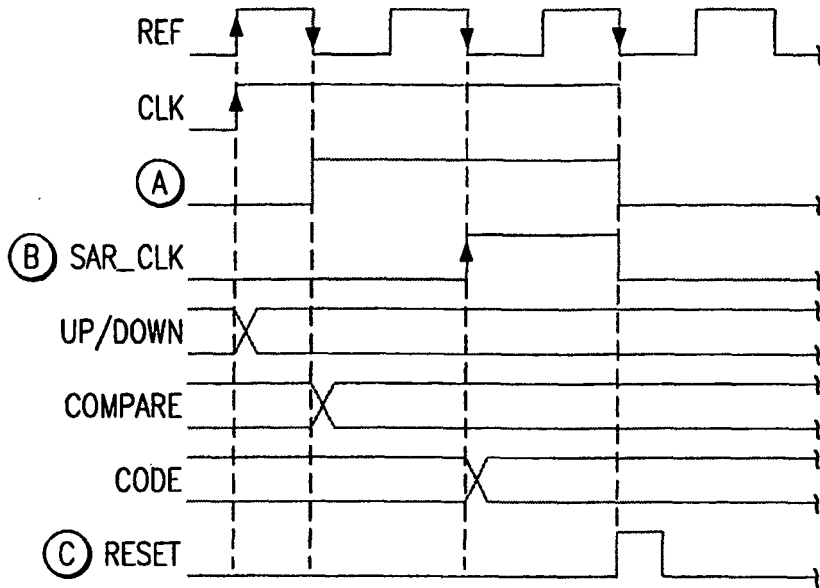 REF
CLK
A
B SAR_CLK
UP/DOWN
COMPARE
CODE
C RESET